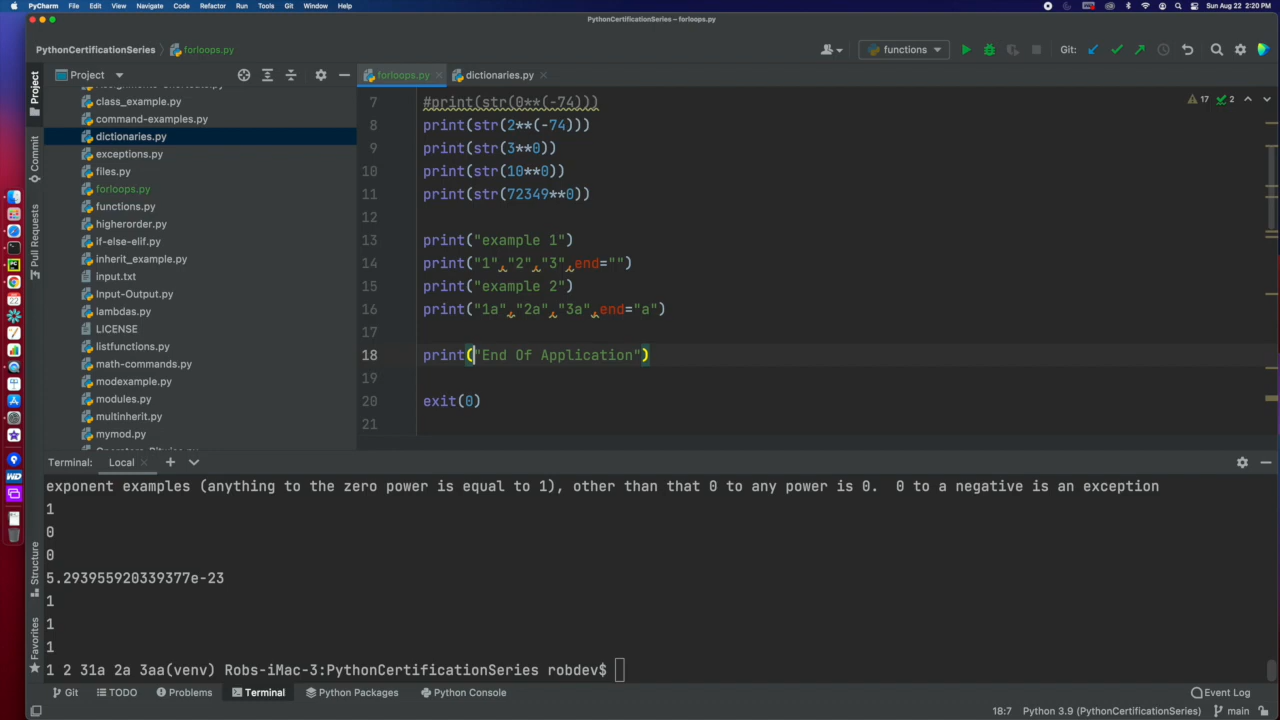 PyCharm File Edit View Navigate Code Refactor Run Tools Git Window Help Sun Aug 22 2:20 PM
PythonCertificationSeries – forloops.py
PythonCertificationSeries forloops.py functions Git:
Project forloops.py dictionaries.py
class_example.py
command-examples.py
dictionaries.py
exceptions.py
files.py
forloops.py
functions.py
higherorder.py
if-else-elif.py
inherit_example.py
input.txt
Input-Output.py
lambdas.py
LICENSE
listfunctions.py
math-commands.py
modexample.py
modules.py
multinherit.py
mymod.py
Operators-Bitwise.py
Project
Commit
Pull Requests
Structure
Favorites
17 2
7 #print(str(0**(-74)))
8 print(str(2**(-74)))
9 print(str(3**0))
10 print(str(10**0))
11 print(str(72349**0))
12
13 print("example 1")
14 print("1","2","3",end="")
15 print("example 2")
16 print("1a","2a","3a",end="a")
17
18 print("End Of Application")
19
20 exit(0)
21
Terminal: Local
exponent examples (anything to the zero power is equal to 1), other than that 0 to any power is 0.  0 to a negative is an exception
1
0
0
5.293955920339377e-23
1
1
1
1 2 31a 2a 3aa(venv) Robs-iMac-3:PythonCertificationSeries robdev$
Git TODO Problems Terminal Python Packages Python Console Event Log
18:7 Python 3.9 (PythonCertificationSeries) main